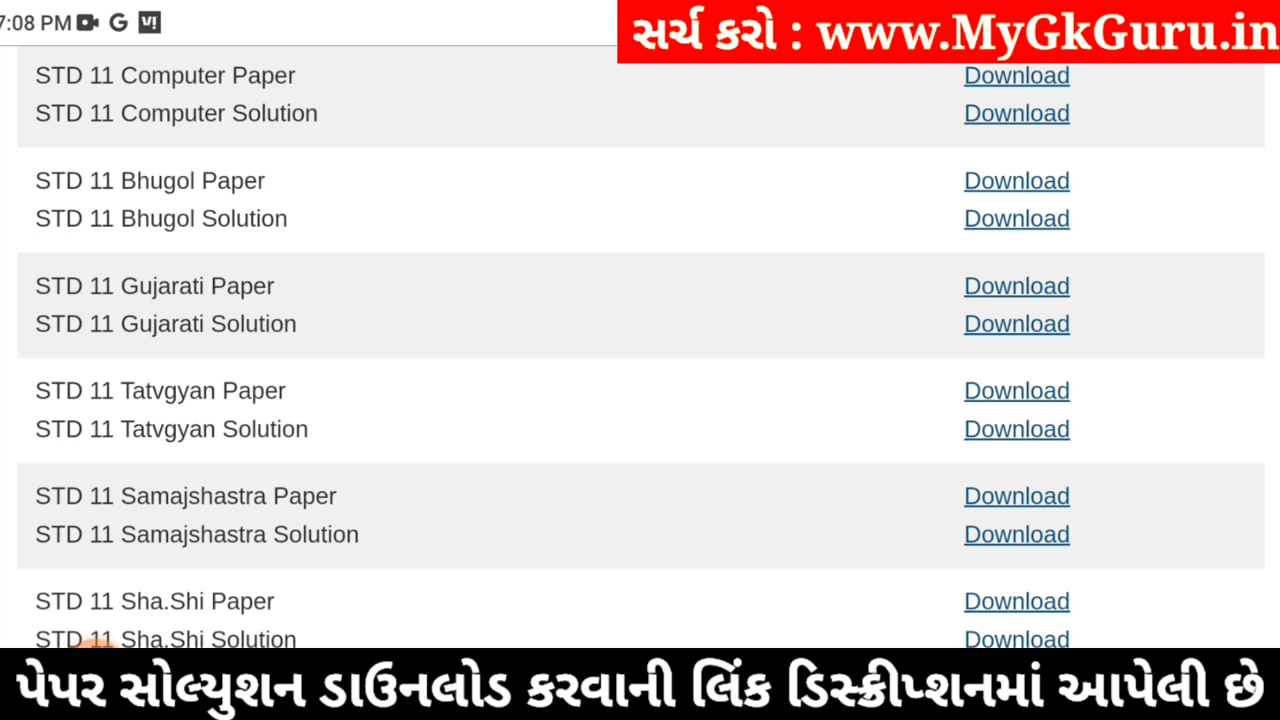 7:08 PM G V!
સર્ચ કરો : www.MyGkGuru.in
STD 11 Computer Paper Download
STD 11 Computer Solution Download
STD 11 Bhugol Paper Download
STD 11 Bhugol Solution Download
STD 11 Gujarati Paper Download
STD 11 Gujarati Solution Download
STD 11 Tatvgyan Paper Download
STD 11 Tatvgyan Solution Download
STD 11 Samajshastra Paper Download
STD 11 Samajshastra Solution Download
STD 11 Sha.Shi Paper Download
STD 11 Sha.Shi Solution Download
પેપર સોલ્યુશન ડાઉનલોડ કરવાની લિંક ડિસ્ક્રીપ્શનમાં આપેલી છે